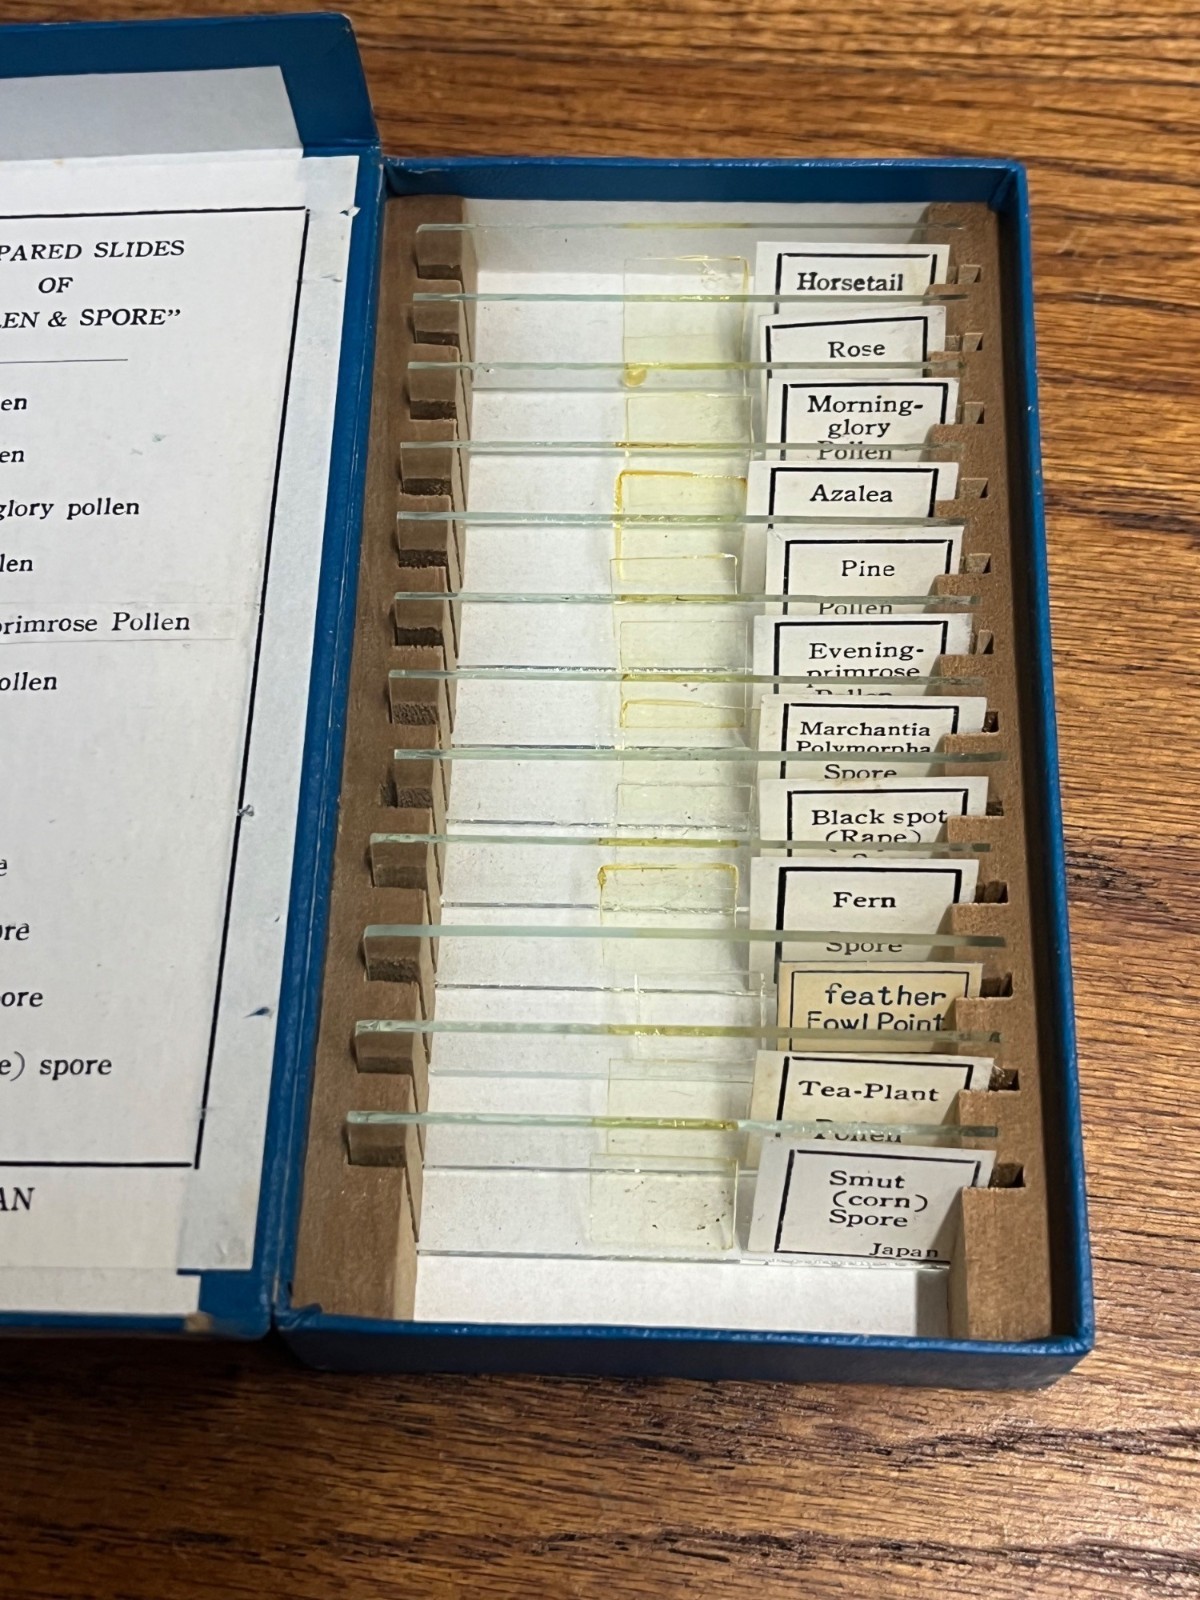 PARED SLIDES
OF
LEN & SPORE”
en
en
glory pollen
len
primrose Pollen
ollen
e
ore
ore
e) spore
AN
Horsetail
Rose
Morning-
glory
Pollen
Azalea
Pine
Pollen
Evening-
primrose
Pollen
Marchantia
Polymorpha
Spore
Black spot
(Rape)
Fern
Spore
feather
Fowl Point
Tea-Plant
Pollen
Smut
(corn)
Spore
Japan